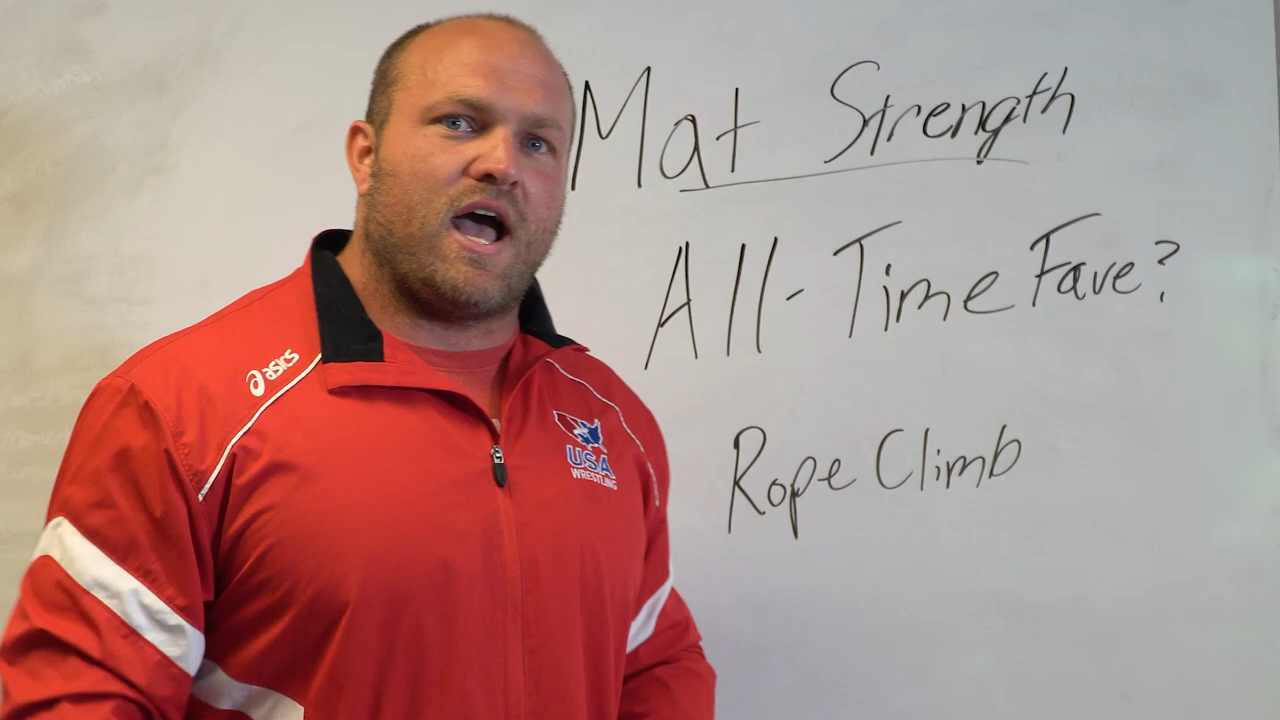 Mat Strength
All-Time Fave?
Rope Climb
asics
USA
WRESTLING